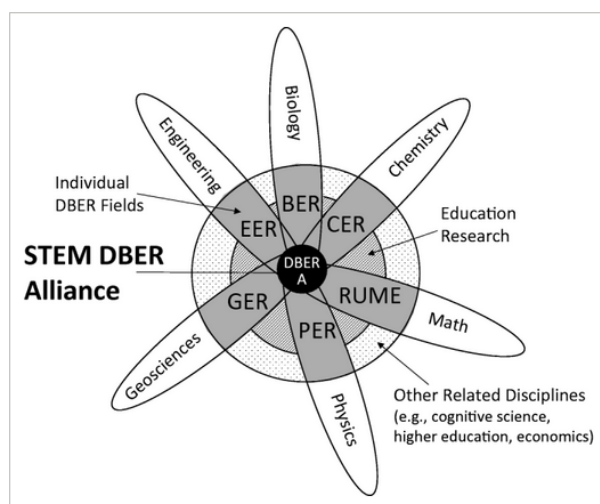 Biology
Engineering
Chemistry
Individual
DBER Fields
BER
EER
CER
Education
Research
STEM DBER
Alliance
DBER
A
GER
RUME
PER
Math
Geosciences
Physics
Other Related Disciplines
(e.g., cognitive science,
higher education, economics)